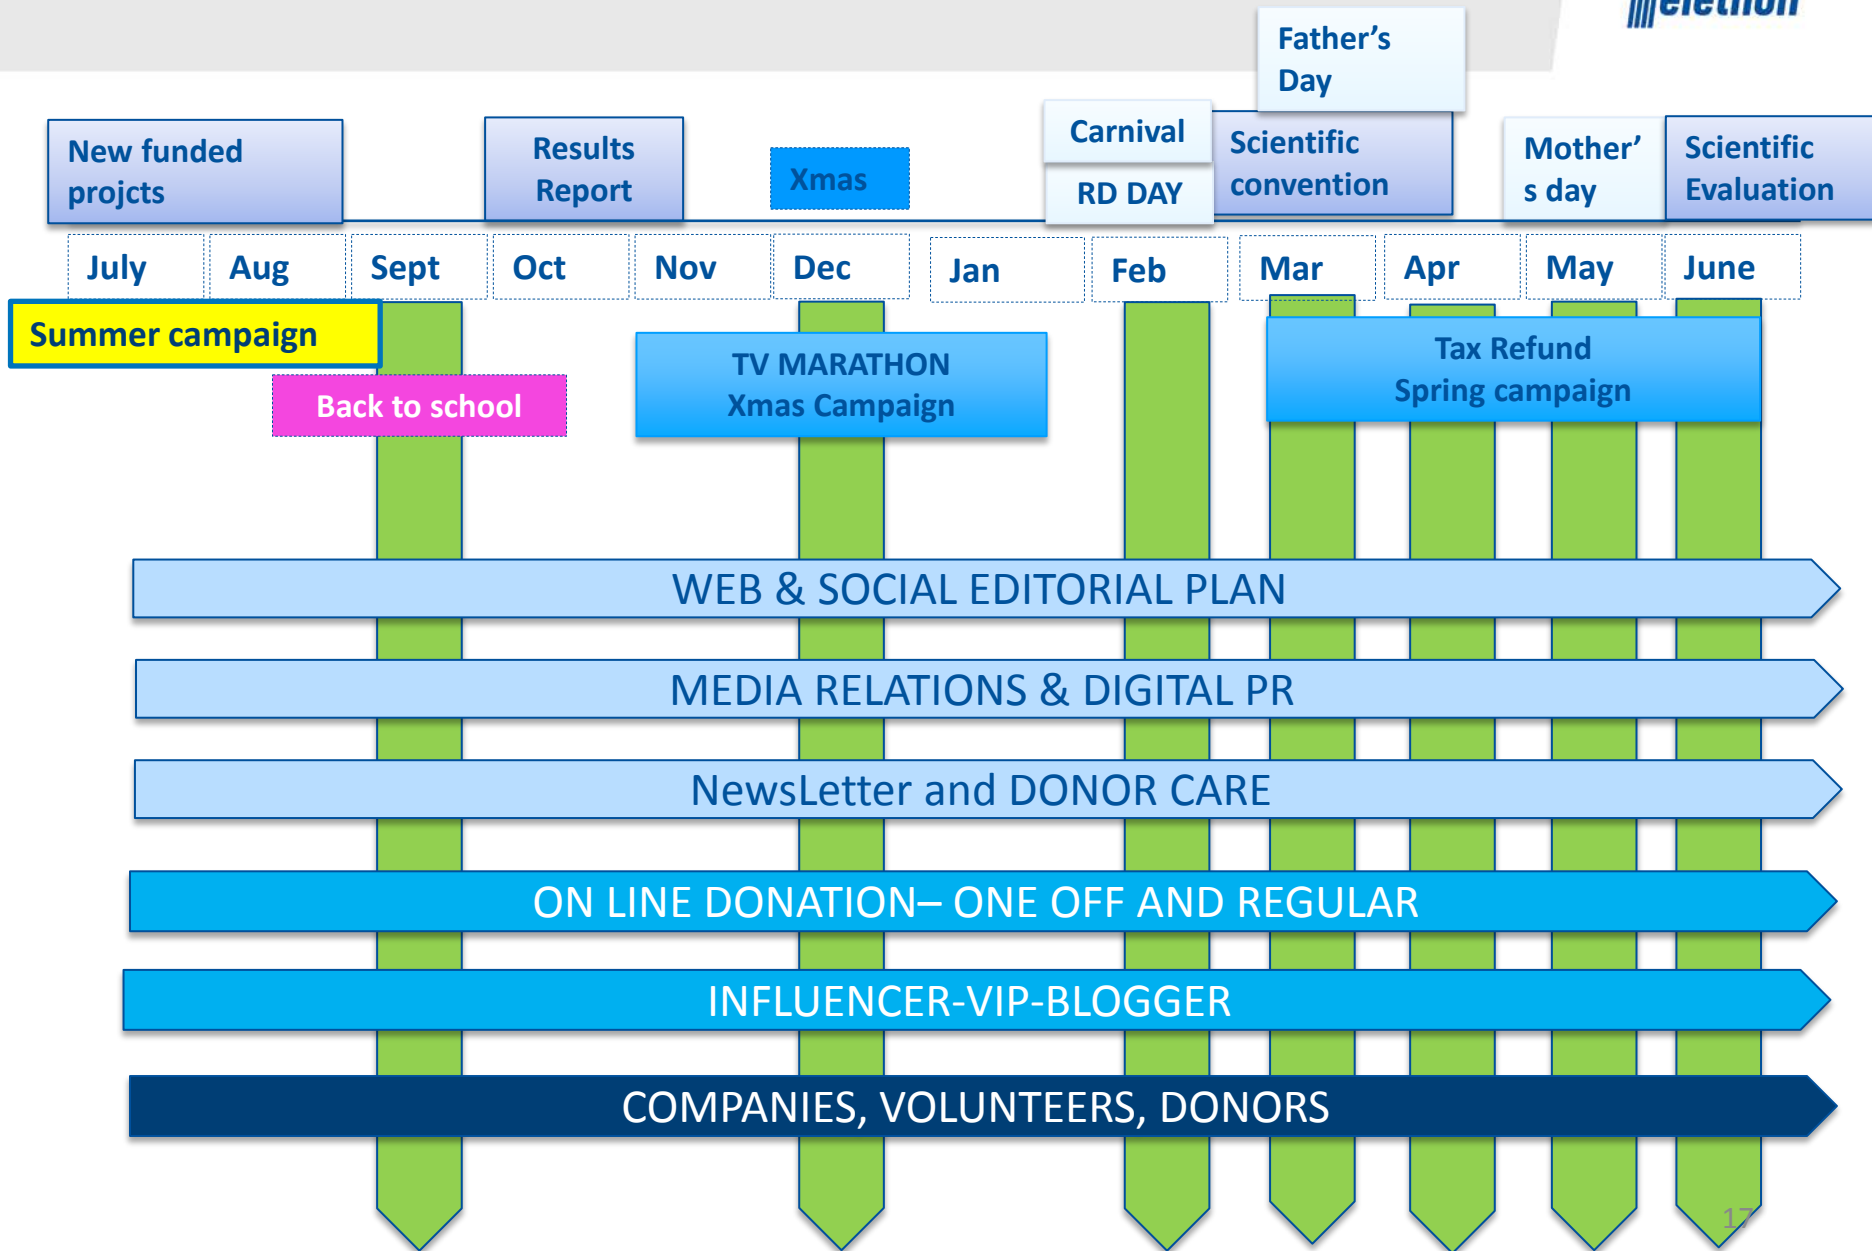 elethon
Father’s
Day
New funded
projcts
Results
Report
Xmas
Carnival
RD DAY
Scientific
convention
Mother’
s day
Scientific
Evaluation
July Aug Sept Oct Nov Dec Jan Feb Mar Apr May June
Summer campaign
Back to school
TV MARATHON
Xmas Campaign
Tax Refund
Spring campaign
WEB & SOCIAL EDITORIAL PLAN
MEDIA RELATIONS & DIGITAL PR
NewsLetter and DONOR CARE
ON LINE DONATION– ONE OFF AND REGULAR
INFLUENCER-VIP-BLOGGER
COMPANIES, VOLUNTEERS, DONORS
17